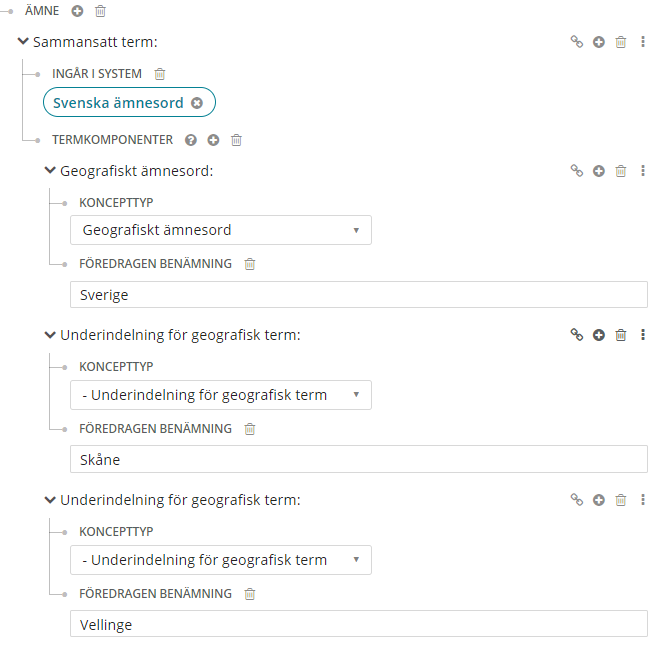 ÄMNE
Sammansatt term:
INGÅR I SYSTEM
Svenska ämnesord
TERMKOMPONENTER
Geografiskt ämnesord:
KONCEPTTYP
Geografiskt ämnesord
FÖREDRAGEN BENÄMNING
Sverige
Underindelning för geografisk term:
KONCEPTTYP
- Underindelning för geografisk term
FÖREDRAGEN BENÄMNING
Skåne
Underindelning för geografisk term:
KONCEPTTYP
- Underindelning för geografisk term
FÖREDRAGEN BENÄMNING
Vellinge